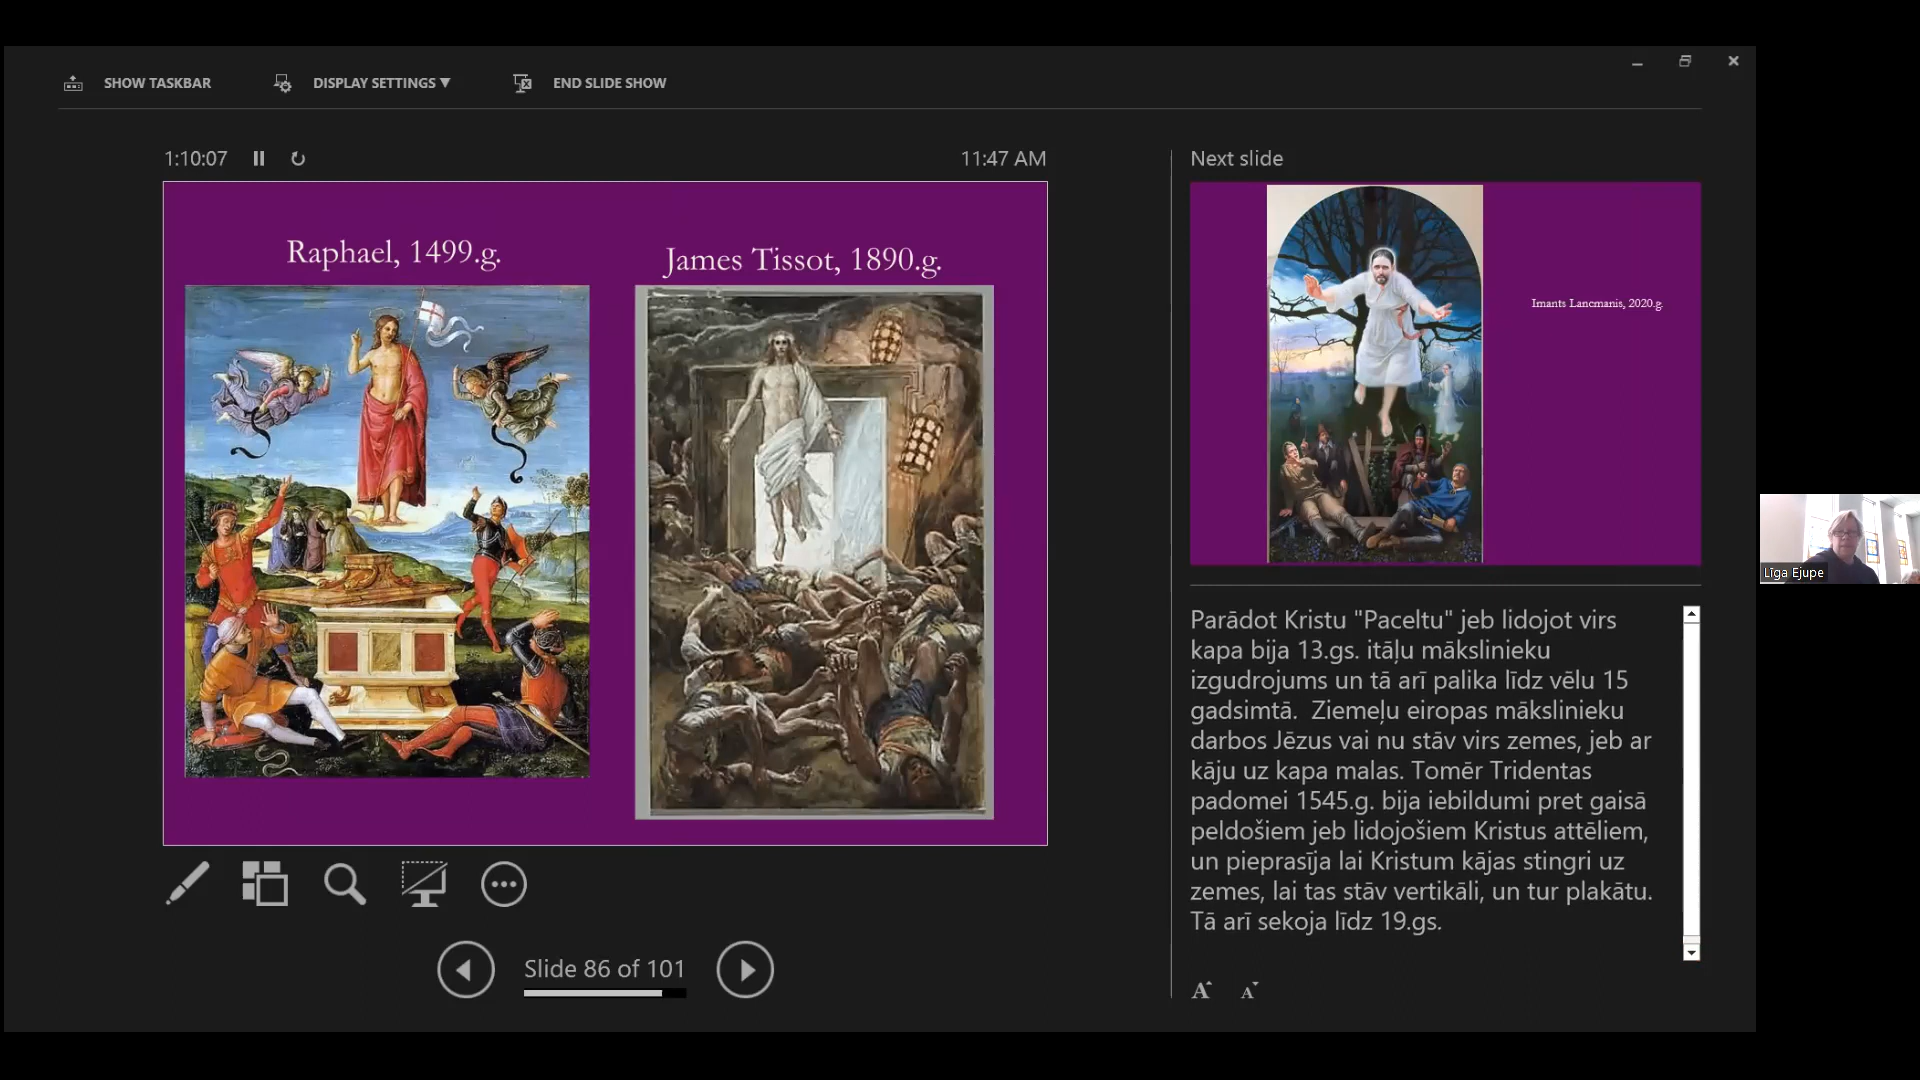 SHOW TASKBAR
DISPLAY SETTINGS ▼
END SLIDE SHOW
1:10:07
11:47 AM
Raphael, 1499.g.
James Tissot, 1890.g.
Next slide
Imants Lancmanis, 2020.g.
Parādot Kristu "Paceltu" jeb lidojot virs
kapa bija 13.gs. itāļu mākslinieku
izgudrojums un tā arī palika līdz vēlu 15
gadsimtā.  Ziemeļu eiropas mākslinieku
darbos Jēzus vai nu stāv virs zemes, jeb ar
kāju uz kapa malas. Tomēr Tridentas
padomei 1545.g. bija iebildumi pret gaisā
peldošiem jeb lidojošiem Kristus attēliem,
un pieprasīja lai Kristum kājas stingri uz
zemes, lai tas stāv vertikāli, un tur plakātu.
Tā arī sekoja līdz 19.gs.
Līga Ejupe
Slide 86 of 101
A A